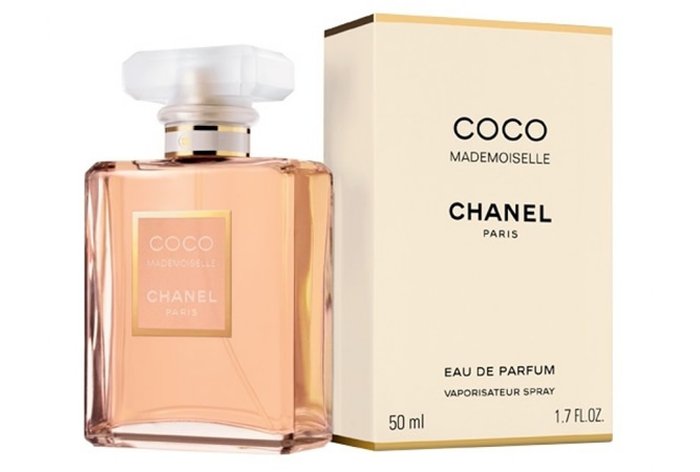 COCO
MADEMOISELLE
CHANEL
PARIS
COCO
MADEMOISELLE
CHANEL
PARIS
EAU DE PARFUM
VAPORISATEUR SPRAY
50 ml 1.7 FL.OZ.